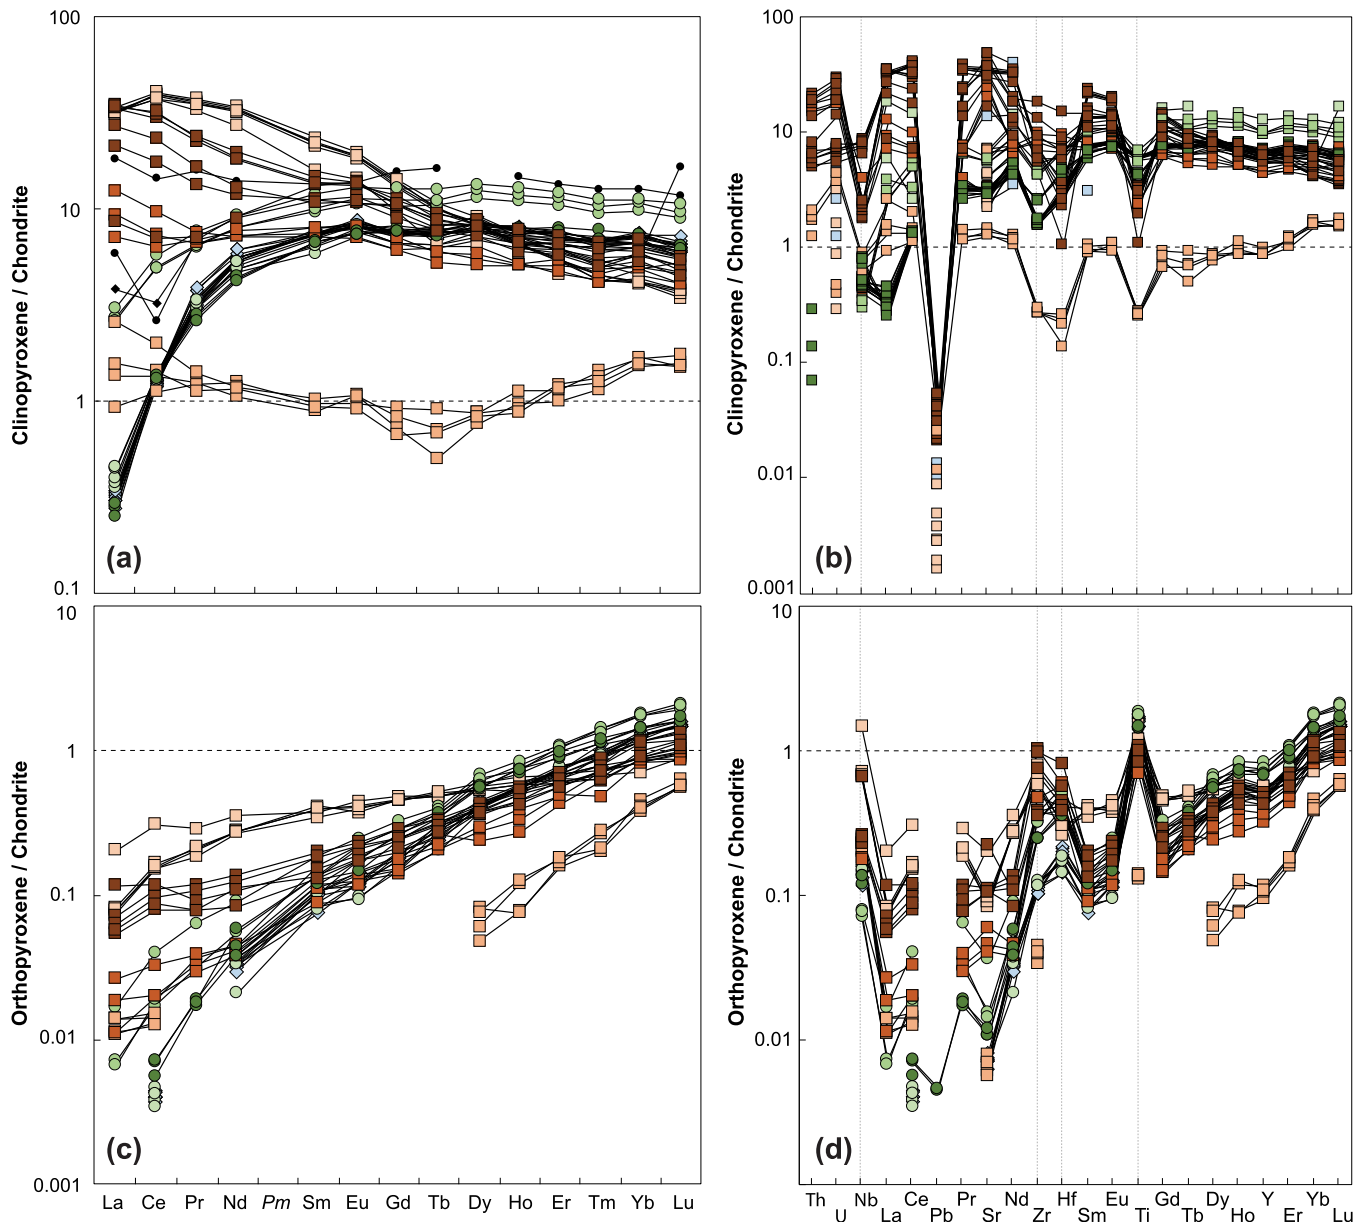 100
10
1
0.1
Clinopyroxene / Chondrite
(a)
100
10
1
0.1
0.01
0.001
Clinopyroxene / Chondrite
(b)
10
1
0.1
0.01
0.001
Orthopyroxene / Chondrite
(c)
La Ce Pr Nd Pm Sm Eu Gd Tb Dy Ho Er Tm Yb Lu
10
1
0.1
0.01
Orthopyroxene / Chondrite
(d)
Th Nb Ce Pr Nd Hf Eu Gd Dy Y Yb
U La Pb Sr Zr Sm Ti Tb Ho Er Lu